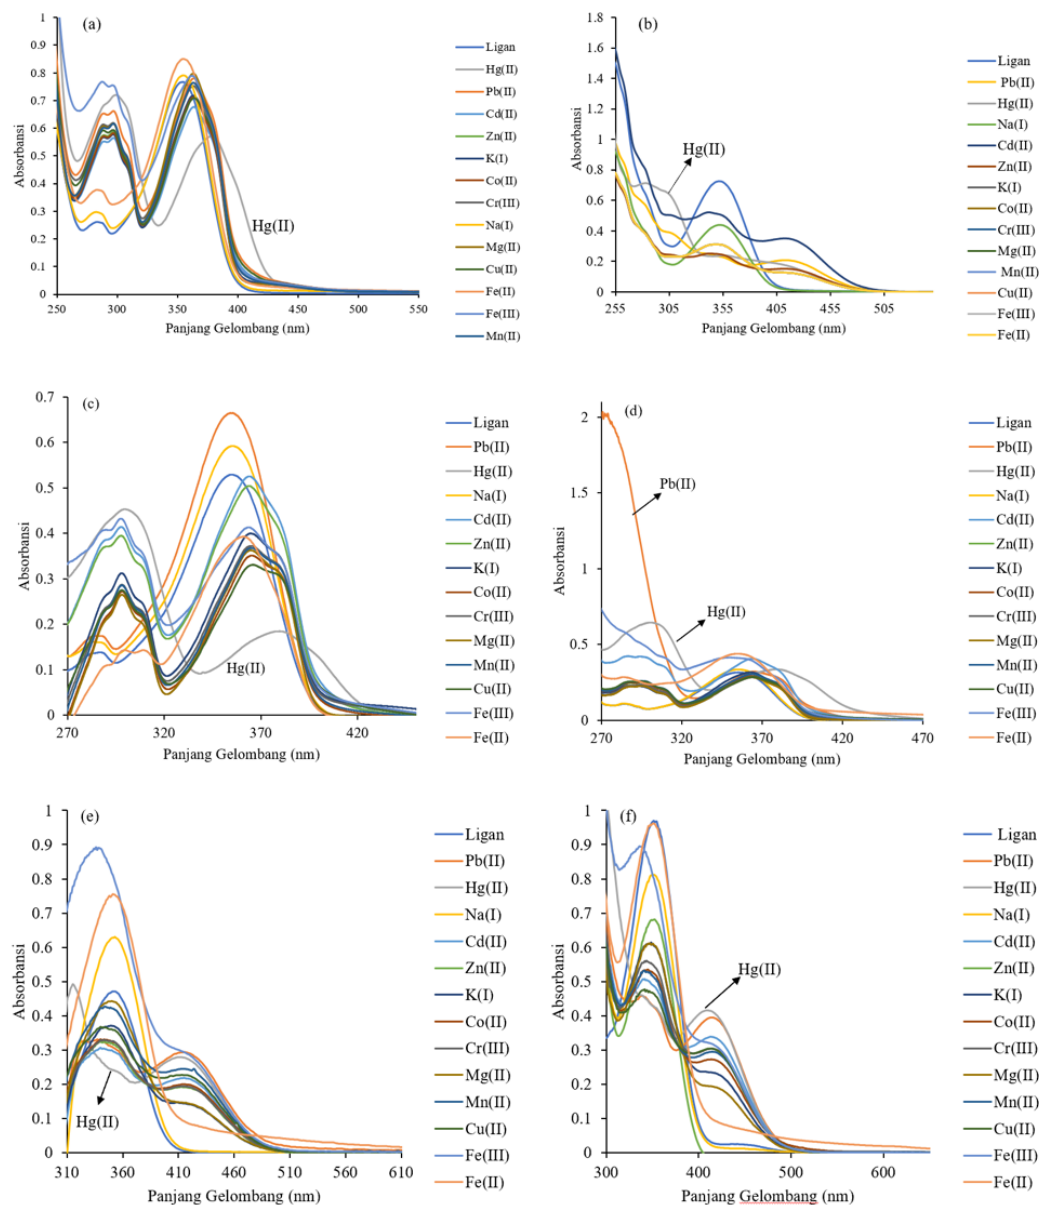 (a)
Absorbansi
1
0.9
0.8
0.7
0.6
0.5
0.4
0.3
0.2
0.1
0
250 300 350 400 450 500 550
Panjang Gelombang (nm)
Hg(II)
Ligan
Hg(II)
Pb(II)
Cd(II)
Zn(II)
K(I)
Co(II)
Cr(III)
Na(I)
Mg(II)
Cu(II)
Fe(II)
Fe(III)
Mn(II)
(b)
Absorbansi
1.8
1.6
1.4
1.2
1
0.8
0.6
0.4
0.2
0
255 305 355 405 455 505
Panjang Gelombang (nm)
Hg(II)
Ligan
Pb(II)
Hg(II)
Na(I)
Cd(II)
Zn(II)
K(I)
Co(II)
Cr(III)
Mg(II)
Mn(II)
Cu(II)
Fe(III)
Fe(II)
(c)
Absorbansi
0.7
0.6
0.5
0.4
0.3
0.2
0.1
0
270 320 370 420
Panjang Gelombang (nm)
Hg(II)
Ligan
Pb(II)
Hg(II)
Na(I)
Cd(II)
Zn(II)
K(I)
Co(II)
Cr(III)
Mg(II)
Mn(II)
Cu(II)
Fe(III)
Fe(II)
(d)
Absorbansi
2
1.5
1
0.5
0
270 320 370 420 470
Panjang Gelombang (nm)
Pb(II)
Hg(II)
Ligan
Pb(II)
Hg(II)
Na(I)
Cd(II)
Zn(II)
K(I)
Co(II)
Cr(III)
Mg(II)
Mn(II)
Cu(II)
Fe(III)
Fe(II)
(e)
Absorbansi
1
0.9
0.8
0.7
0.6
0.5
0.4
0.3
0.2
0.1
0
310 360 410 460 510 560 610
Panjang Gelombang (nm)
Hg(II)
Ligan
Pb(II)
Hg(II)
Na(I)
Cd(II)
Zn(II)
K(I)
Co(II)
Cr(III)
Mg(II)
Mn(II)
Cu(II)
Fe(III)
Fe(II)
(f)
Absorbansi
1
0.9
0.8
0.7
0.6
0.5
0.4
0.3
0.2
0.1
0
300 400 500 600
Panjang Gelombang (nm)
Hg(II)
Ligan
Pb(II)
Hg(II)
Na(I)
Cd(II)
Zn(II)
K(I)
Co(II)
Cr(III)
Mg(II)
Mn(II)
Cu(II)
Fe(III)
Fe(II)